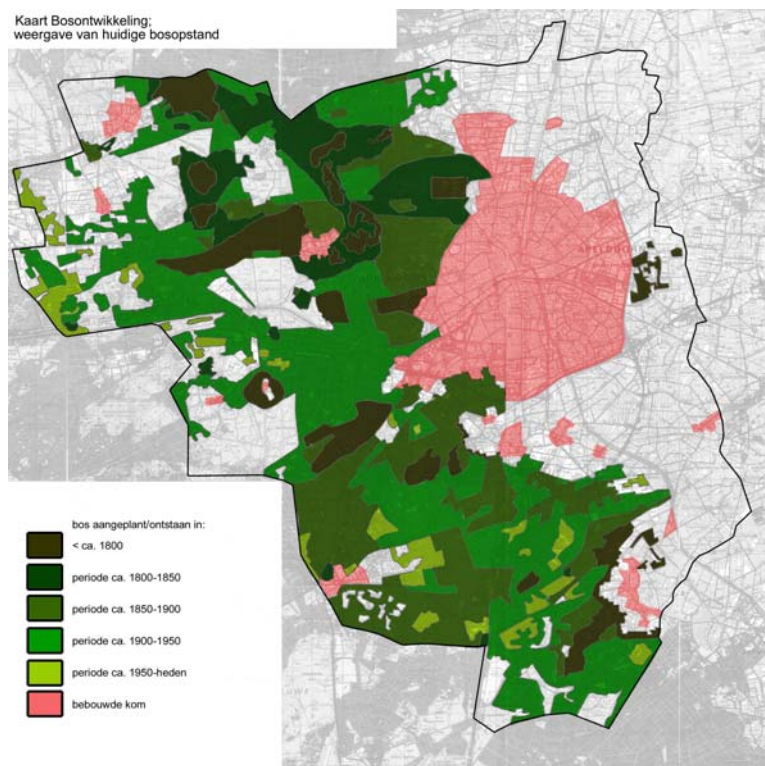 Kaart Bosontwikkeling;
weergave van huidige bosopstand
APELDOORN
bos aangeplant/ontstaan in:
< ca. 1800
periode ca. 1800-1850
periode ca. 1850-1900
periode ca. 1900-1950
periode ca. 1950-heden
bebouwde kom